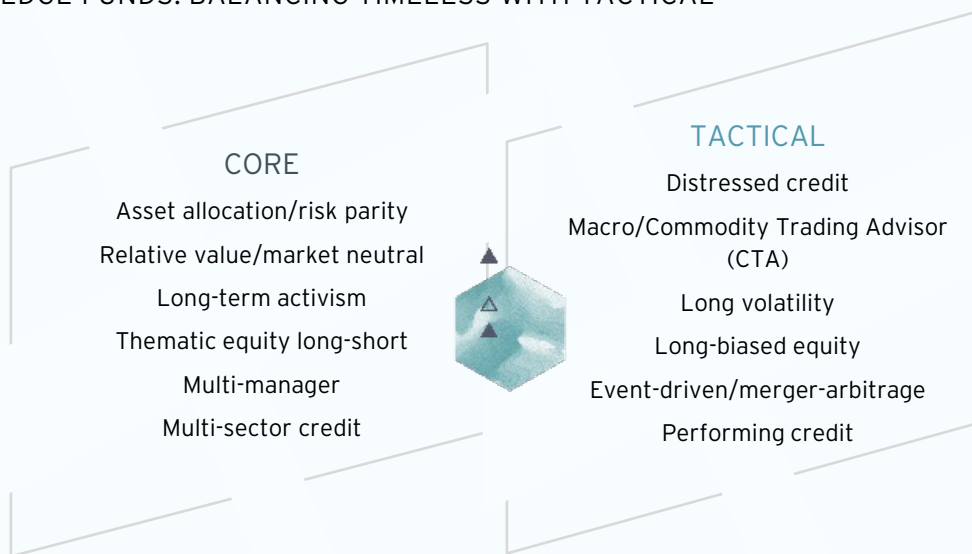 EDGE FUNDS: BALANCING TIMELESS WITH TACTICAL
CORE
Asset allocation/risk parity
Relative value/market neutral
Long-term activism
Thematic equity long-short
Multi-manager
Multi-sector credit
TACTICAL
Distressed credit
Macro/Commodity Trading Advisor
(CTA)
Long volatility
Long-biased equity
Event-driven/merger-arbitrage
Performing credit